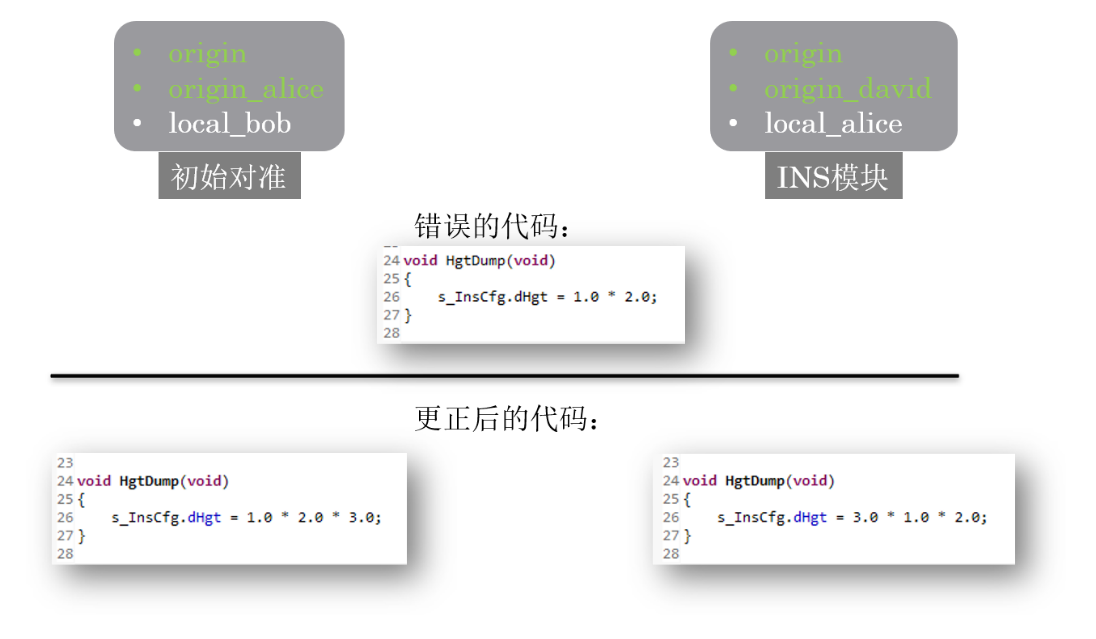 • origin
• origin_alice
• local_bob
初始对准
• origin
• origin_david
• local_alice
INS模块
错误的代码：
24 void HgtDump(void)
25 {
26 s_InsCfg.dHgt = 1.0 * 2.0;
27 }
28
更正后的代码：
23
24 void HgtDump(void)
25 {
26 s_InsCfg.dHgt = 1.0 * 2.0 * 3.0;
27 }
28
23
24 void HgtDump(void)
25 {
26 s_InsCfg.dHgt = 3.0 * 1.0 * 2.0;
27 }
28